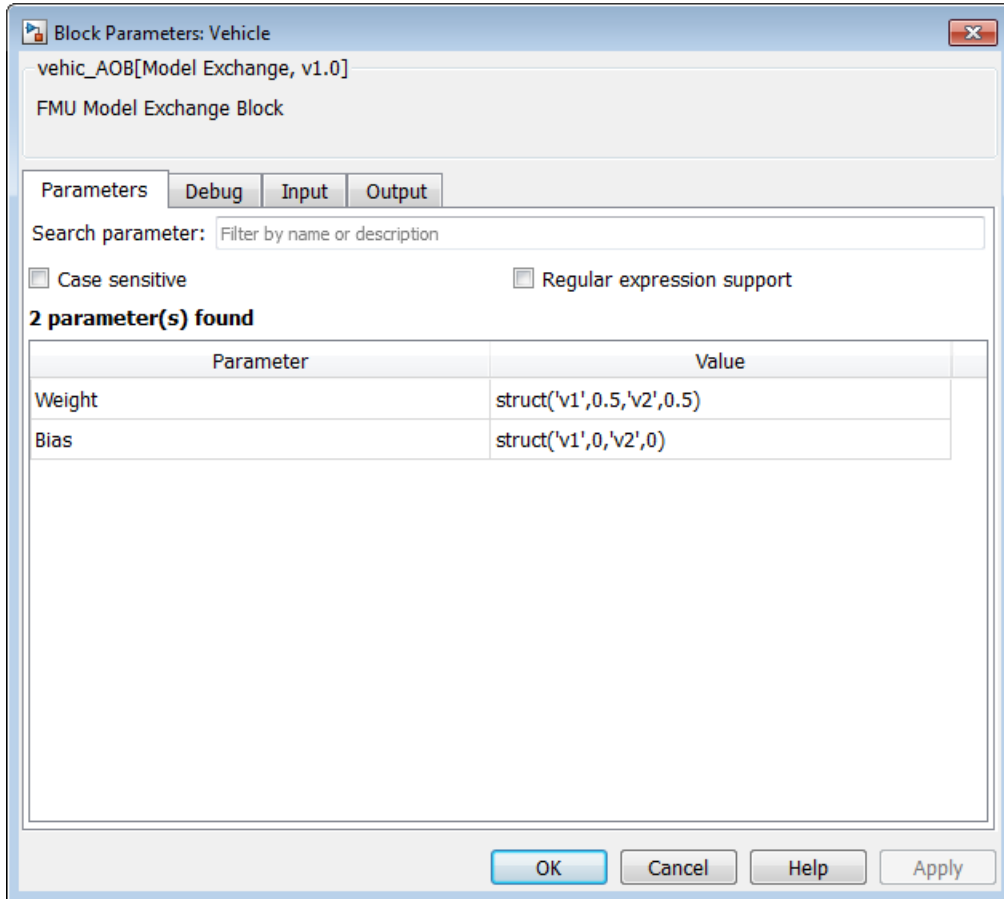 Block Parameters: Vehicle
vehic_AOB[Model Exchange, v1.0]
FMU Model Exchange Block
Parameters Debug Input Output
Search parameter: Filter by name or description
Case sensitive Regular expression support
2 parameter(s) found
Parameter Value
Weight struct('v1',0.5,'v2',0.5)
Bias struct('v1',0,'v2',0)
OK Cancel Help Apply